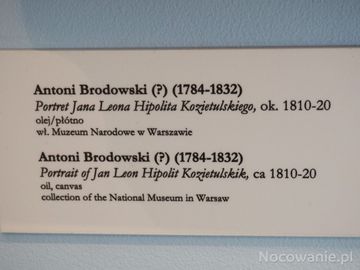 Antoni Brodowski (?) (1784-1832)
Portret Jana Leona Hipolita Kozietulskiego, ok. 1810-20
olej/płótno
wł. Muzeum Narodowe w Warszawie
Antoni Brodowski (?) (1784-1832)
Portrait of Jan Leon Hipolit Kozietulskik, ca 1810-20
oil, canvas
collection of the National Museum in Warsaw
Nocowanie.pl